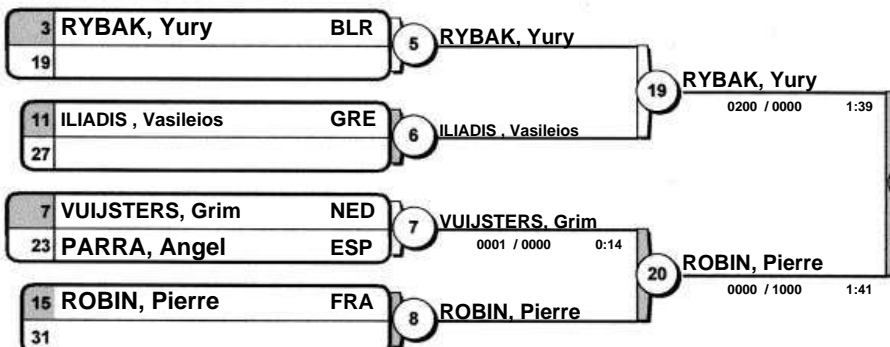 3 RYBAK, Yury BLR
19
5 RYBAK, Yury
11 ILIADIS , Vasileios GRE
27
6 ILIADIS , Vasileios
19 RYBAK, Yury
0200 / 0000 1:39
7 VUIJSTERS, Grim NED
23 PARRA, Angel ESP
7 VUIJSTERS, Grim
0001 / 0000 0:14
15 ROBIN, Pierre FRA
31
8 ROBIN, Pierre
20 ROBIN, Pierre
0000 / 1000 1:41